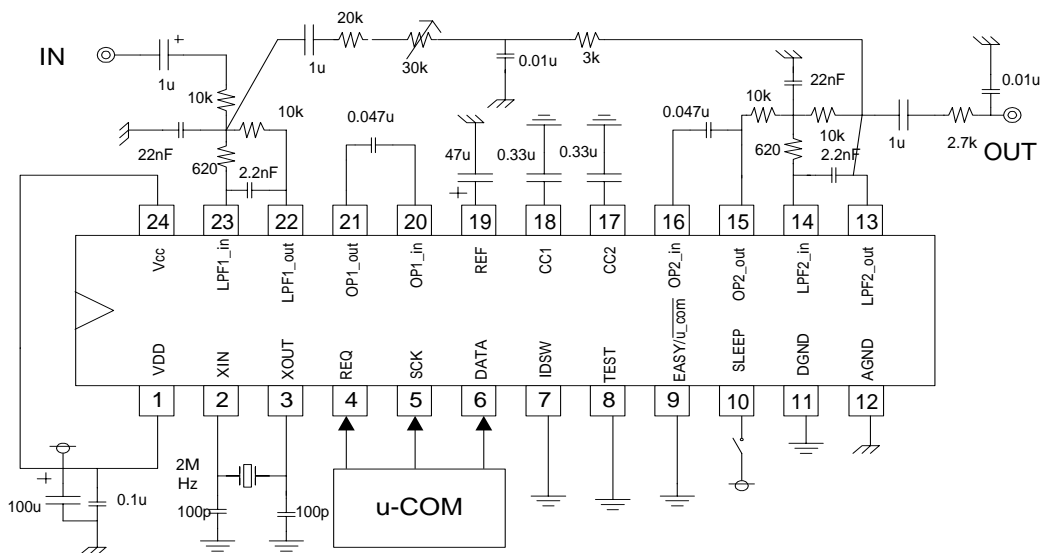 20k
IN
1u
1u
30k
0.01u
3k
0.01u
10k
10k
0.047u
22nF
620
2.2nF
47u
0.33u
0.33u
0.047u
22nF
10k
10k
620
2.2nF
1u
2.7k
OUT
24 23 22 21 20 19 18 17 16 15 14 13
Vcc LPF1_in LPF1_out OP1_out OP1_in REF CC1 CC2 OP2_in OP2_out LPF2_in LPF2_out
VDD XIN XOUT REQ SCK DATA IDSW TEST EASY/u_com SLEEP DGND AGND
1 2 3 4 5 6 7 8 9 10 11 12
2M
Hz
100u
0.1u
100p
100p
u-COM